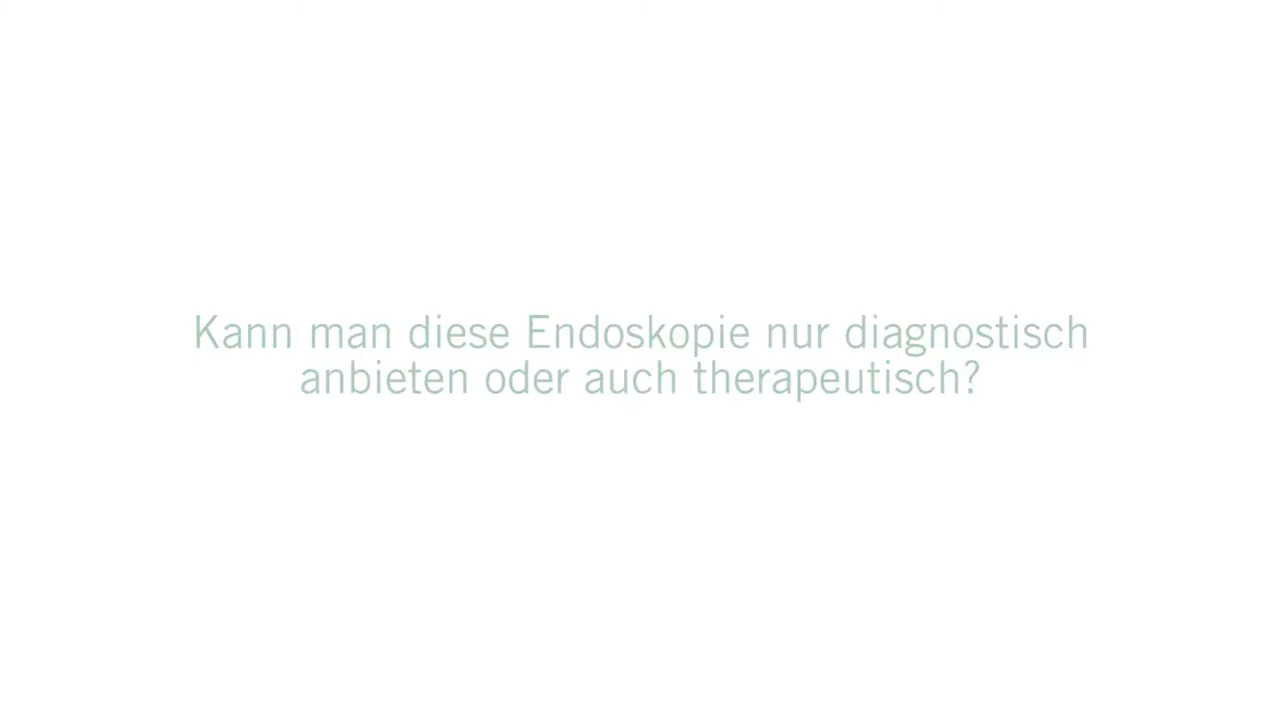 Kann man diese Endoskopie nur diagnostisch
anbieten oder auch therapeutisch?